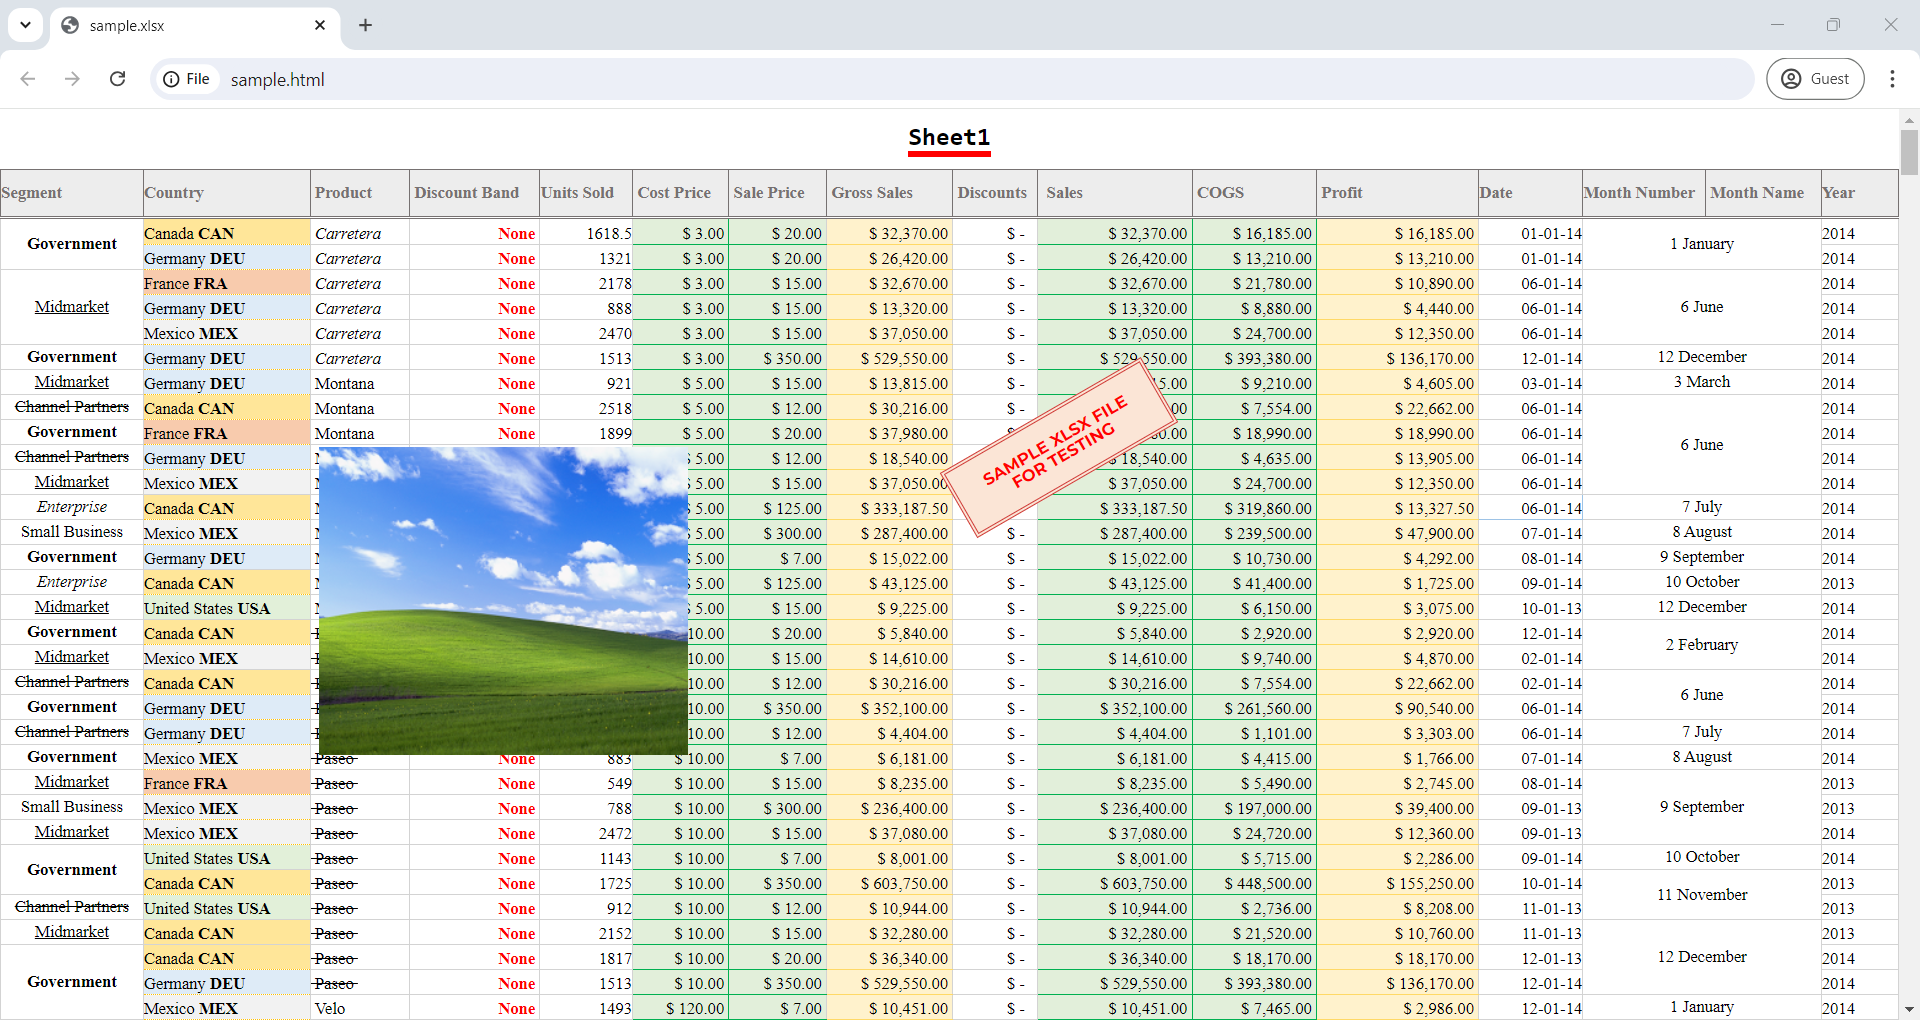 sample.xlsx
File sample.html Guest
Sheet1
Segment Country Product Discount Band Units Sold Cost Price Sale Price Gross Sales Discounts Sales COGS Profit Date Month Number Month Name Year
Government Canada CAN Carretera None 1618.5 $ 3.00 $ 20.00 $ 32,370.00 $ - $ 32,370.00 $ 16,185.00 $ 16,185.00 01-01-14 1 January 2014
Germany DEU Carretera None 1321 $ 3.00 $ 20.00 $ 26,420.00 $ - $ 26,420.00 $ 13,210.00 $ 13,210.00 01-01-14 2014
Midmarket France FRA Carretera None 2178 $ 3.00 $ 15.00 $ 32,670.00 $ - $ 32,670.00 $ 21,780.00 $ 10,890.00 06-01-14 6 June 2014
Germany DEU Carretera None 888 $ 3.00 $ 15.00 $ 13,320.00 $ - $ 13,320.00 $ 8,880.00 $ 4,440.00 06-01-14 2014
Mexico MEX Carretera None 2470 $ 3.00 $ 15.00 $ 37,050.00 $ - $ 37,050.00 $ 24,700.00 $ 12,350.00 06-01-14 2014
Government Germany DEU Carretera None 1513 $ 3.00 $ 350.00 $ 529,550.00 $ - $ 529,550.00 $ 393,380.00 $ 136,170.00 12-01-14 12 December 2014
Midmarket Germany DEU Montana None 921 $ 5.00 $ 15.00 $ 13,815.00 $ - $ 9,210.00 $ 4,605.00 03-01-14 3 March 2014
Channel Partners Canada CAN Montana None 2518 $ 5.00 $ 12.00 $ 30,216.00 $ - $ 7,554.00 $ 22,662.00 06-01-14 6 June 2014
Government France FRA Montana None 1899 $ 5.00 $ 20.00 $ 37,980.00 $ 18,990.00 $ 18,990.00 06-01-14 2014
SAMPLE XLSX FILE
FOR TESTING
Channel Partners Germany DEU 5.00 $ 12.00 $ 18,540.00 18,540.00 $ 4,635.00 $ 13,905.00 06-01-14 2014
Midmarket Mexico MEX 5.00 $ 15.00 $ 37,050.00 $ 37,050.00 $ 24,700.00 $ 12,350.00 06-01-14 2014
Enterprise Canada CAN 5.00 $ 125.00 $ 333,187.50 $ 333,187.50 $ 319,860.00 $ 13,327.50 06-01-14 7 July 2014
Small Business Mexico MEX 5.00 $ 300.00 $ 287,400.00 $ - $ 287,400.00 $ 239,500.00 $ 47,900.00 07-01-14 8 August 2014
Government Germany DEU 5.00 $ 7.00 $ 15,022.00 $ - $ 15,022.00 $ 10,730.00 $ 4,292.00 08-01-14 9 September 2014
Enterprise Canada CAN 5.00 $ 125.00 $ 43,125.00 $ - $ 43,125.00 $ 41,400.00 $ 1,725.00 09-01-14 10 October 2013
Midmarket United States USA 5.00 $ 15.00 $ 9,225.00 $ - $ 9,225.00 $ 6,150.00 $ 3,075.00 10-01-13 12 December 2014
Government Canada CAN 10.00 $ 20.00 $ 5,840.00 $ - $ 5,840.00 $ 2,920.00 $ 2,920.00 12-01-14 2 February 2014
Midmarket Mexico MEX 10.00 $ 15.00 $ 14,610.00 $ - $ 14,610.00 $ 9,740.00 $ 4,870.00 02-01-14 2014
Channel Partners Canada CAN 10.00 $ 12.00 $ 30,216.00 $ - $ 30,216.00 $ 7,554.00 $ 22,662.00 02-01-14 6 June 2014
Government Germany DEU 10.00 $ 350.00 $ 352,100.00 $ - $ 352,100.00 $ 261,560.00 $ 90,540.00 06-01-14 2014
Channel Partners Germany DEU 10.00 $ 12.00 $ 4,404.00 $ - $ 4,404.00 $ 1,101.00 $ 3,303.00 06-01-14 7 July 2014
Government Mexico MEX Paseo None 883 $ 10.00 $ 7.00 $ 6,181.00 $ - $ 6,181.00 $ 4,415.00 $ 1,766.00 07-01-14 8 August 2014
Midmarket France FRA Paseo None 549 $ 10.00 $ 15.00 $ 8,235.00 $ - $ 8,235.00 $ 5,490.00 $ 2,745.00 08-01-14 9 September 2013
Small Business Mexico MEX Paseo None 788 $ 10.00 $ 300.00 $ 236,400.00 $ - $ 236,400.00 $ 197,000.00 $ 39,400.00 09-01-13 2013
Midmarket Mexico MEX Paseo None 2472 $ 10.00 $ 15.00 $ 37,080.00 $ - $ 37,080.00 $ 24,720.00 $ 12,360.00 09-01-13 2014
Government United States USA Paseo None 1143 $ 10.00 $ 7.00 $ 8,001.00 $ - $ 8,001.00 $ 5,715.00 $ 2,286.00 09-01-14 10 October 2014
Canada CAN Paseo None 1725 $ 10.00 $ 350.00 $ 603,750.00 $ - $ 603,750.00 $ 448,500.00 $ 155,250.00 10-01-14 11 November 2013
Channel Partners United States USA Paseo None 912 $ 10.00 $ 12.00 $ 10,944.00 $ - $ 10,944.00 $ 2,736.00 $ 8,208.00 11-01-13 2013
Midmarket Canada CAN Paseo None 2152 $ 10.00 $ 15.00 $ 32,280.00 $ - $ 32,280.00 $ 21,520.00 $ 10,760.00 11-01-13 12 December 2013
Government Canada CAN Paseo None 1817 $ 10.00 $ 20.00 $ 36,340.00 $ - $ 36,340.00 $ 18,170.00 $ 18,170.00 12-01-13 2014
Germany DEU Paseo None 1513 $ 10.00 $ 350.00 $ 529,550.00 $ - $ 529,550.00 $ 393,380.00 $ 136,170.00 12-01-14 2014
Mexico MEX Velo None 1493 $ 120.00 $ 7.00 $ 10,451.00 $ - $ 10,451.00 $ 7,465.00 $ 2,986.00 12-01-14 1 January 2014